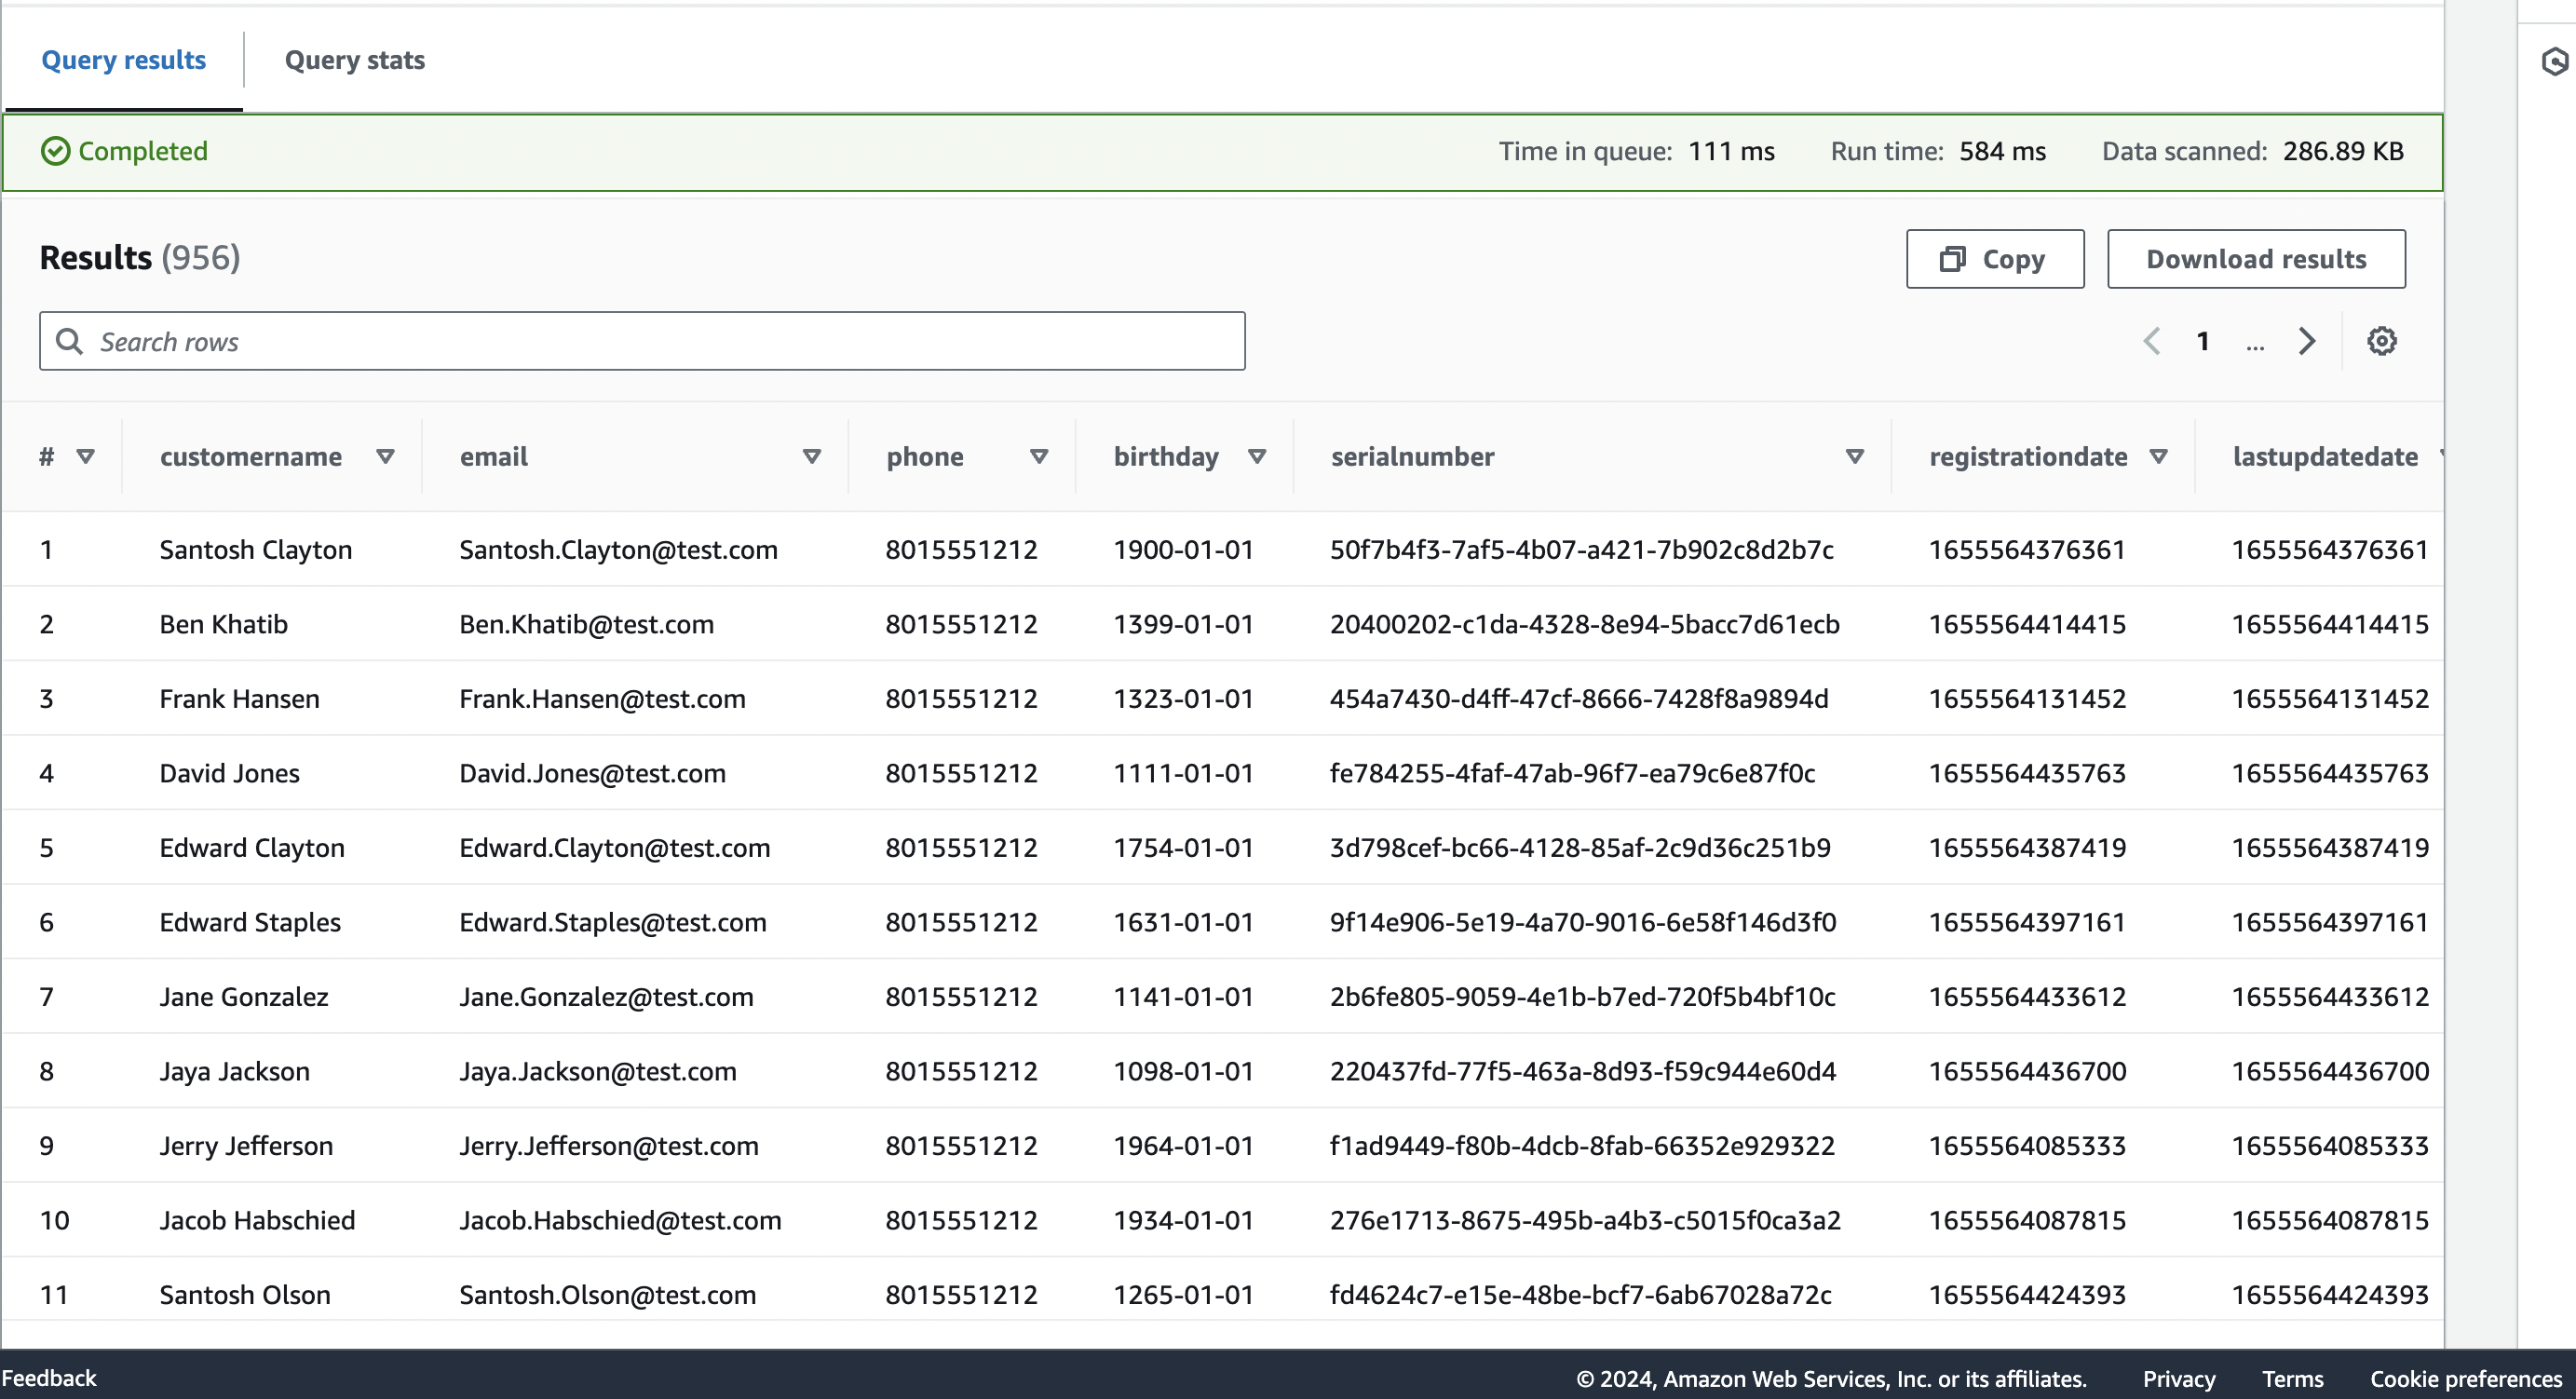 Query results Query stats
Completed Time in queue: 111 ms Run time: 584 ms Data scanned: 286.89 KB
Results (956) Copy Download results
Search rows 1 ...
# customername email phone birthday serialnumber registrationdate lastupdatedate
1 Santosh Clayton Santosh.Clayton@test.com 8015551212 1900-01-01 50f7b4f3-7af5-4b07-a421-7b902c8d2b7c 1655564376361 1655564376361
2 Ben Khatib Ben.Khatib@test.com 8015551212 1399-01-01 20400202-c1da-4328-8e94-5bacc7d61ecb 1655564414415 1655564414415
3 Frank Hansen Frank.Hansen@test.com 8015551212 1323-01-01 454a7430-d4ff-47cf-8666-7428f8a9894d 1655564131452 1655564131452
4 David Jones David.Jones@test.com 8015551212 1111-01-01 fe784255-4faf-47ab-96f7-ea79c6e87f0c 1655564435763 1655564435763
5 Edward Clayton Edward.Clayton@test.com 8015551212 1754-01-01 3d798cef-bc66-4128-85af-2c9d36c251b9 1655564387419 1655564387419
6 Edward Staples Edward.Staples@test.com 8015551212 1631-01-01 9f14e906-5e19-4a70-9016-6e58f146d3f0 1655564397161 1655564397161
7 Jane Gonzalez Jane.Gonzalez@test.com 8015551212 1141-01-01 2b6fe805-9059-4e1b-b7ed-720f5b4bf10c 1655564433612 1655564433612
8 Jaya Jackson Jaya.Jackson@test.com 8015551212 1098-01-01 220437fd-77f5-463a-8d93-f59c944e60d4 1655564436700 1655564436700
9 Jerry Jefferson Jerry.Jefferson@test.com 8015551212 1964-01-01 f1ad9449-f80b-4dcb-8fab-66352e929322 1655564085333 1655564085333
10 Jacob Habschied Jacob.Habschied@test.com 8015551212 1934-01-01 276e1713-8675-495b-a4b3-c5015f0ca3a2 1655564087815 1655564087815
11 Santosh Olson Santosh.Olson@test.com 8015551212 1265-01-01 fd4624c7-e15e-48be-bcf7-6ab67028a72c 1655564424393 1655564424393
Feedback © 2024, Amazon Web Services, Inc. or its affiliates. Privacy Terms Cookie preferences